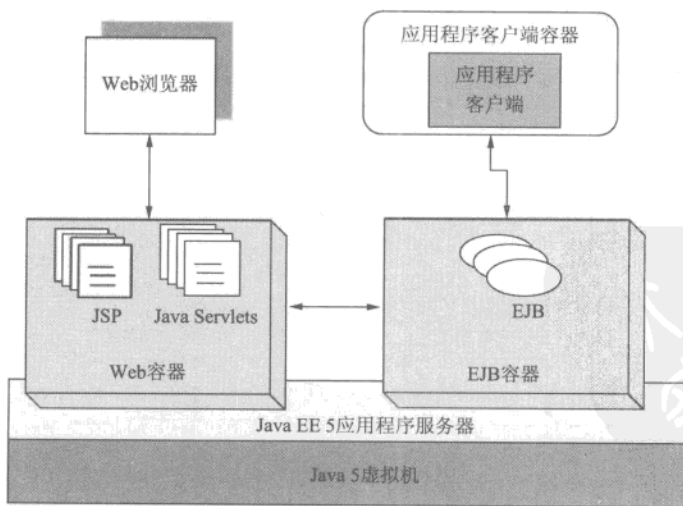 Web浏览器
应用程序客户端容器
应用程序
客户端
JSP
Java Servlets
EJB
Web容器
EJB容器
Java EE 5应用程序服务器
Java 5虚拟机